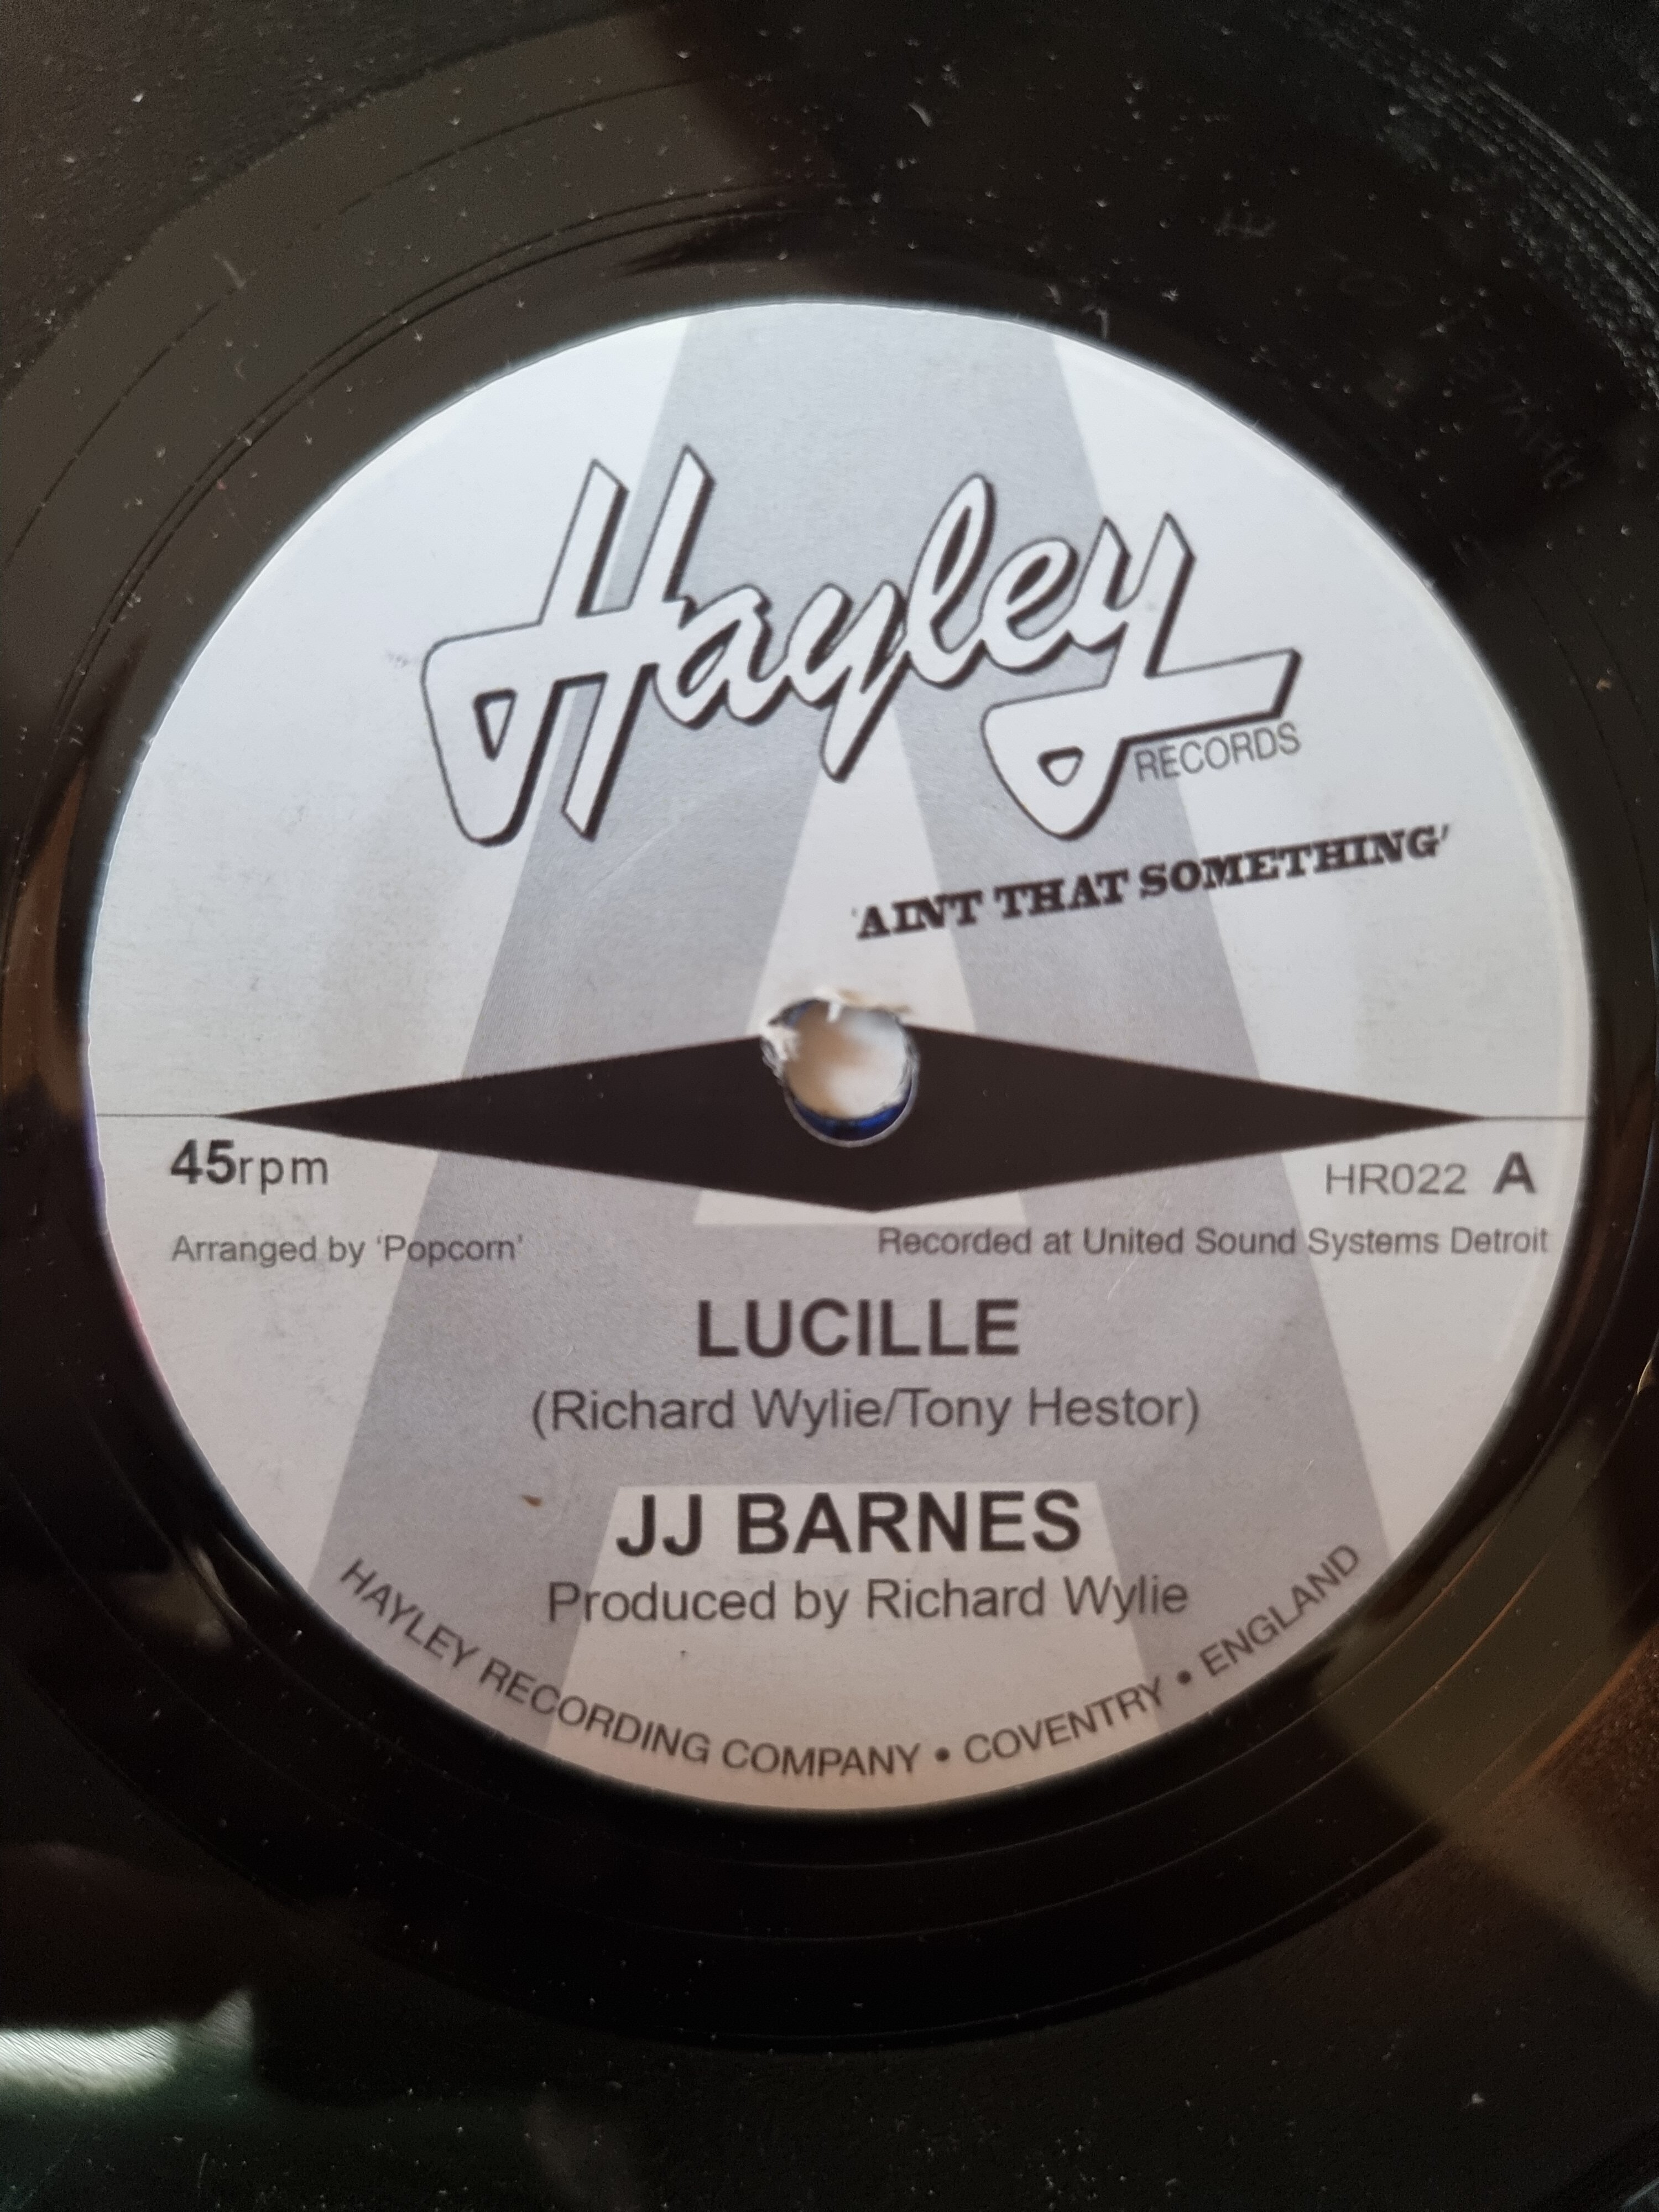 Hayley
RECORDS
'AINT THAT SOMETHING'
45rpm
HR022 A
Arranged by ‘Popcorn’
Recorded at United Sound Systems Detroit
LUCILLE
(Richard Wylie/Tony Hestor)
JJ BARNES
Produced by Richard Wylie
HAYLEY RECORDING COMPANY • COVENTRY • ENGLAND